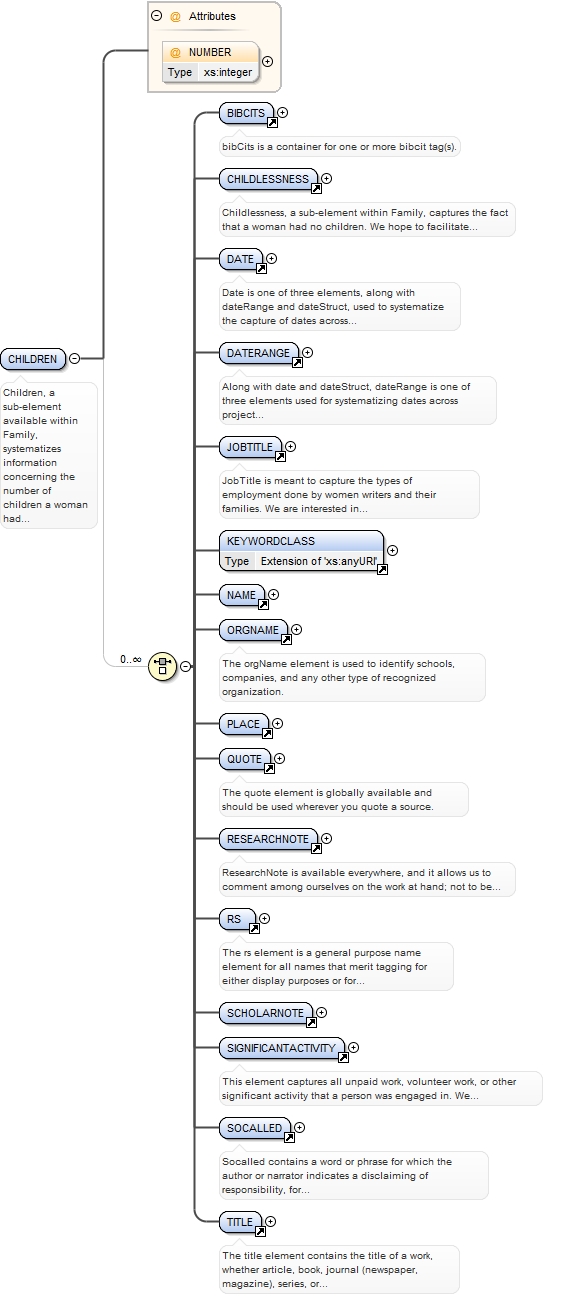 @ Attributes
@ NUMBER
Type xs:integer
BIBCITS
bibCits is a container for one or more bibcit tag(s).
CHILDLESSNESS
Childlessness, a sub-element within Family, captures the fact
that a woman had no children. We hope to facilitate...
DATE
Date is one of three elements, along with
dateRange and dateStruct, used to systematize
the capture of dates across...
CHILDREN
Children, a
sub-element
available within
Family,
systematizes
information
concerning the
number of
children a woman
had...
DATERANGE
Along with date and dateStruct, dateRange is one of
three elements used for systematizing dates across
project...
JOBTITLE
JobTitle is meant to capture the types of
employment done by women writers and their
families. We are interested in...
KEYWORDCLASS
Type Extension of 'xs:anyURI'
NAME
ORGNAME
0..∞
The orgName element is used to identify schools,
companies, and any other type of recognized
organization.
PLACE
QUOTE
The quote element is globally available and
should be used wherever you quote a source.
RESEARCHNOTE
ResearchNote is available everywhere, and it allows us to
comment among ourselves on the work at hand; not to be...
RS
The rs element is a general purpose name
element for all names that merit tagging for
either display purposes or for...
SCHOLARNOTE
SIGNIFICANTACTIVITY
This element captures all unpaid work, volunteer work, or other
significant activity that a person was engaged in. We...
SOCALLED
Socalled contains a word or phrase for which the
author or narrator indicates a disclaiming of
responsibility, for...
TITLE
The title element contains the title of a work,
whether article, book, journal (newspaper,
magazine), series, or...